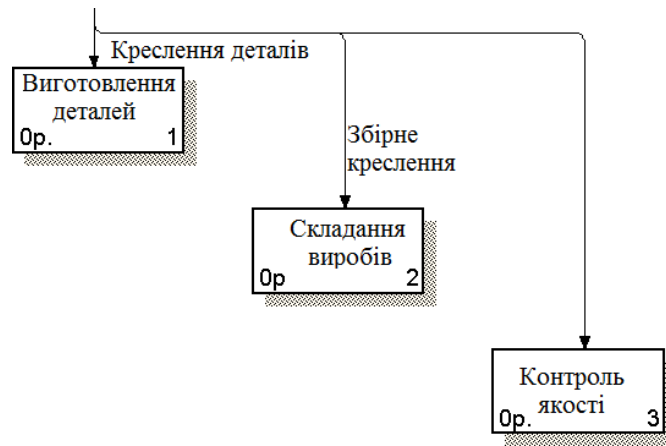 Креслення деталів
Виготовлення
деталей
0р. 1
Збірне
креслення
Складання
виробів
0р 2
Контроль
якості
0р. 3